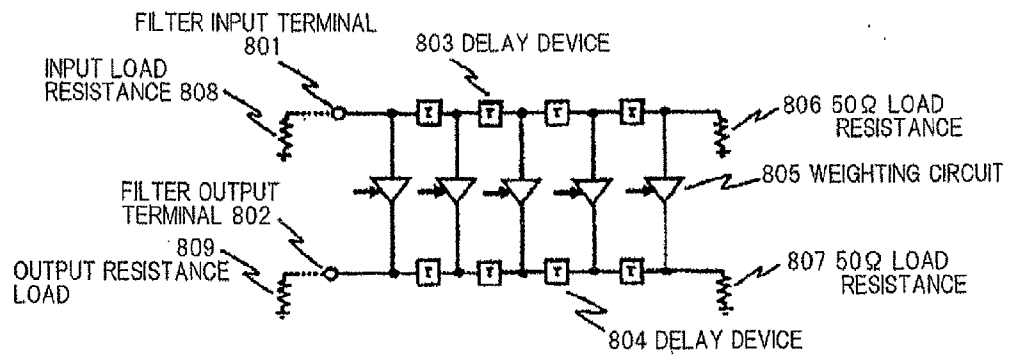 FILTER INPUT TERMINAL
801
803 DELAY DEVICE
INPUT LOAD
RESISTANCE 808
τ τ τ τ
806 50Ω LOAD
RESISTANCE
805 WEIGHTING CIRCUIT
FILTER OUTPUT
TERMINAL 802
809
OUTPUT RESISTANCE
LOAD
τ τ τ τ
807 50Ω LOAD
RESISTANCE
804 DELAY DEVICE